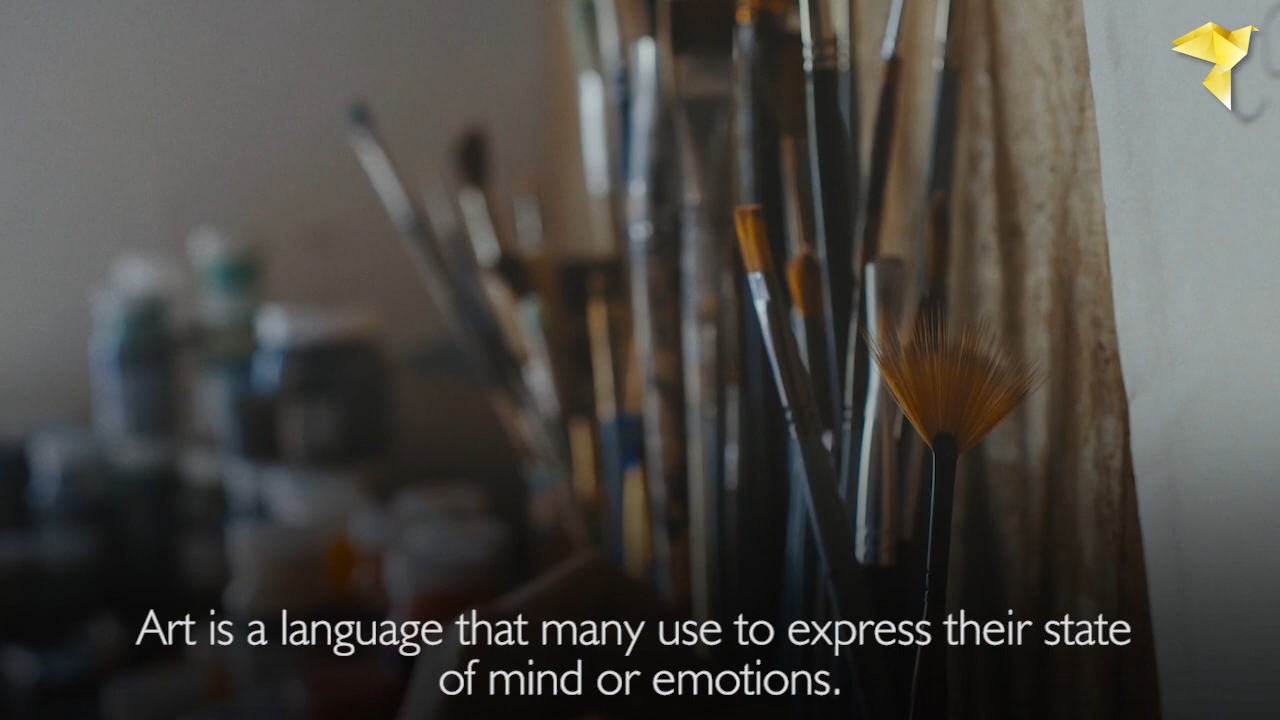 Art is a language that many use to express their state
of mind or emotions.